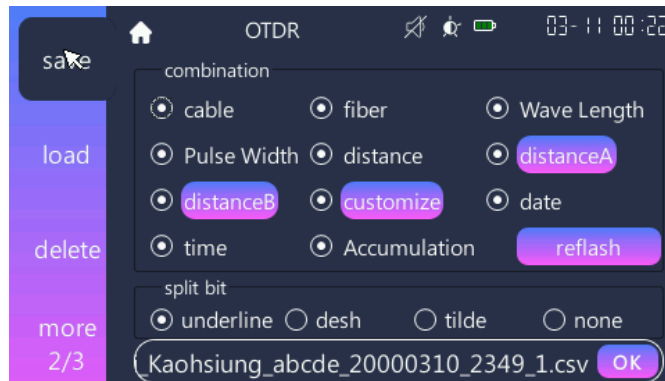 OTDR 03-11 00:22
save
combination
cable fiber Wave Length
load Pulse Width distance distanceA
distanceB customize date
delete time Accumulation reflash
split bit
more underline desh tilde none
2/3 _Kaohsiung_abcde_20000310_2349_1.csv OK